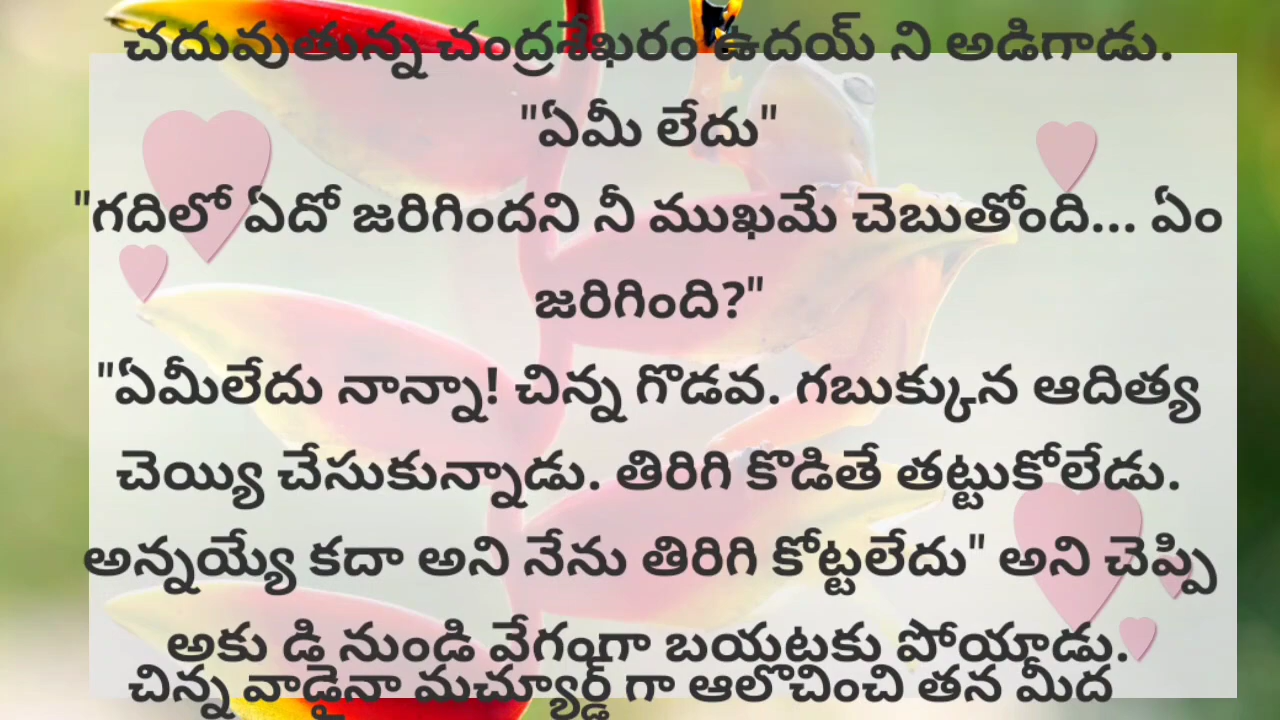 చదువుతున్న చంద్రశేఖరం ఉదయ్ ని అడిగాడు.
"ఏమీ లేదు"
"గదిలో ఏదో జరిగిందని నీ ముఖమే చెబుతోంది... ఏం
జరిగింది?"
"ఏమీలేదు నాన్నా! చిన్న గొడవ. గబుక్కున ఆదిత్య
చెయ్యి చేసుకున్నాడు. తిరిగి కొడితే తట్టుకోలేడు.
అన్నయ్యే కదా అని నేను తిరిగి కోట్టలేదు" అని చెప్పి
అకు డి నుండి వేగంగా బయటకు పోయాడు.
చిన్న వాడైనా మచ్యూర్డ్ గా ఆలోచించి తన మీద